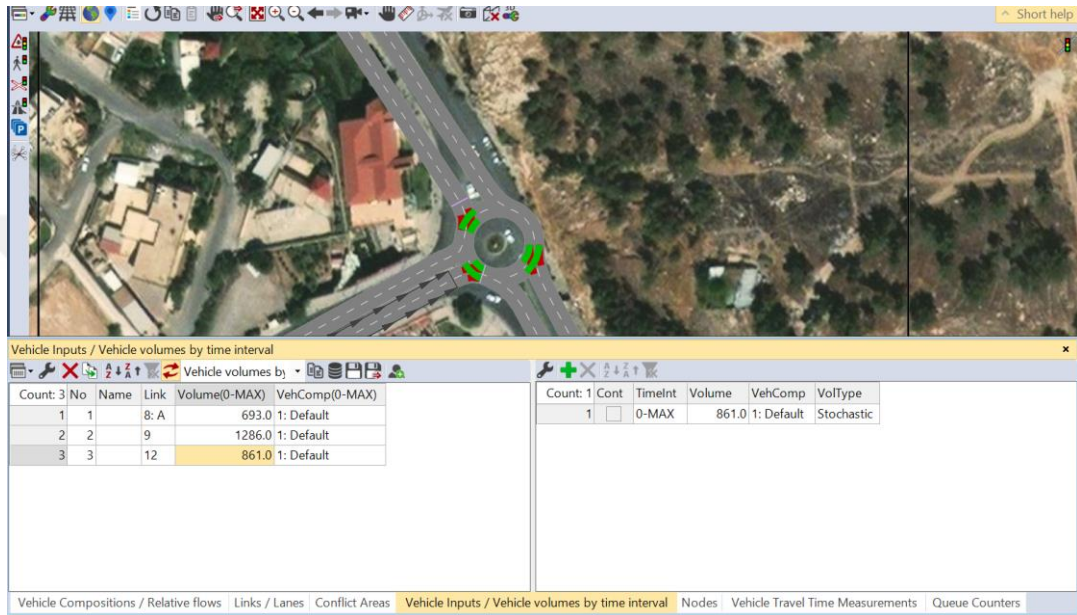 Short help
Vehicle Inputs / Vehicle volumes by time interval
Vehicle volumes by
Count: 3 No Name Link Volume(0-MAX) VehComp(0-MAX)
1 1 8: A 693.0 1: Default
2 2 9 1286.0 1: Default
3 3 12 861.0 1: Default
Count: 1 Cont TimeInt Volume VehComp VolType
1 0-MAX 861.0 1: Default Stochastic
Vehicle Compositions / Relative flows Links / Lanes Conflict Areas Vehicle Inputs / Vehicle volumes by time interval Nodes Vehicle Travel Time Measurements Queue Counters